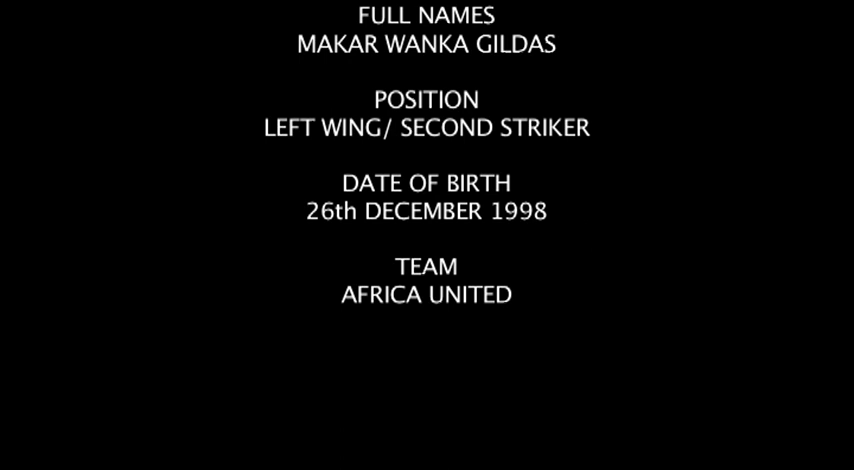 FULL NAMES
MAKAR WANKA GILDAS
POSITION
LEFT WING/ SECOND STRIKER
DATE OF BIRTH
26th DECEMBER 1998
TEAM
AFRICA UNITED